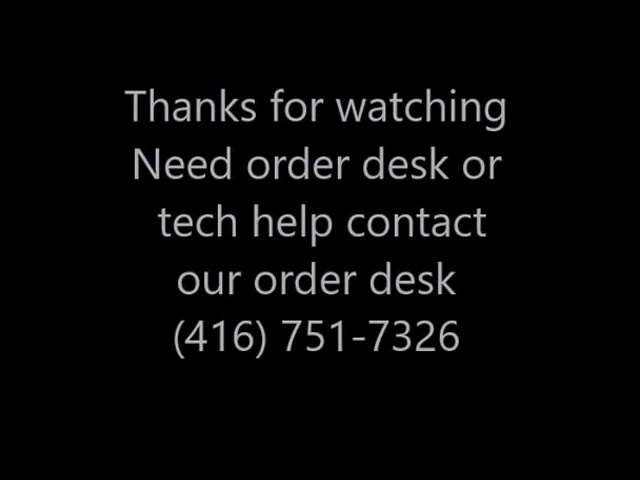 Thanks for watching
Need order desk or
tech help contact
our order desk
(416) 751-7326